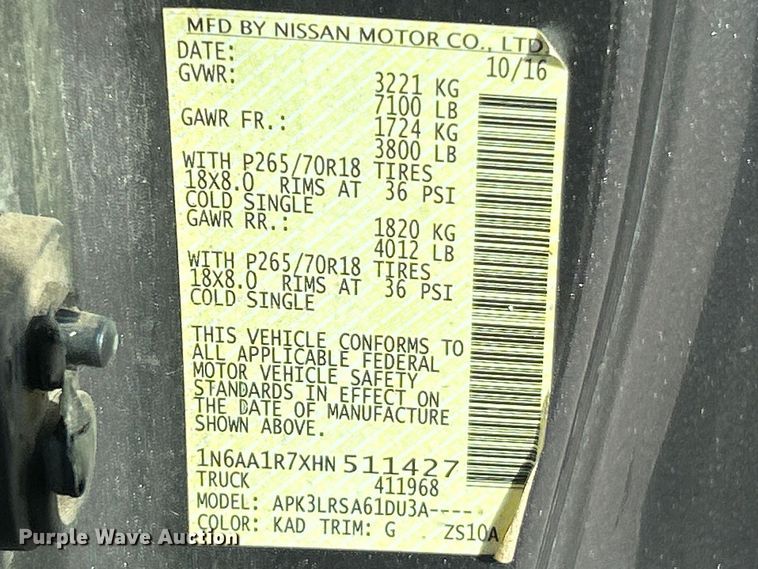 MFD BY NISSAN MOTOR CO., LTD.
DATE: 10/16
GVWR: 3221 KG
7100 LB
GAWR FR.: 1724 KG
3800 LB
WITH P265/70R18 TIRES
18X8.0 RIMS AT 36 PSI
COLD SINGLE
GAWR RR.: 1820 KG
4012 LB
WITH P265/70R18 TIRES
18X8.0 RIMS AT 36 PSI
COLD SINGLE
THIS VEHICLE CONFORMS TO
ALL APPLICABLE FEDERAL
MOTOR VEHICLE SAFETY
STANDARDS IN EFFECT ON
THE DATE OF MANUFACTURE
SHOWN ABOVE.
1N6AA1R7XHN511427
TRUCK 411968
MODEL: APK3LRSA61DU3A----
COLOR: KAD TRIM: G ZS10A
Purple Wave Auction